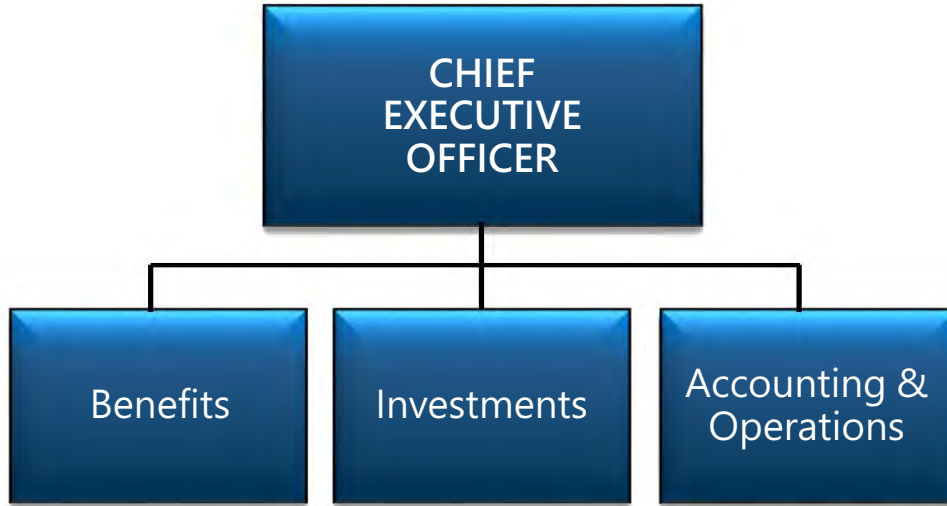 CHIEF
EXECUTIVE
OFFICER
Benefits
Investments
Accounting &
Operations